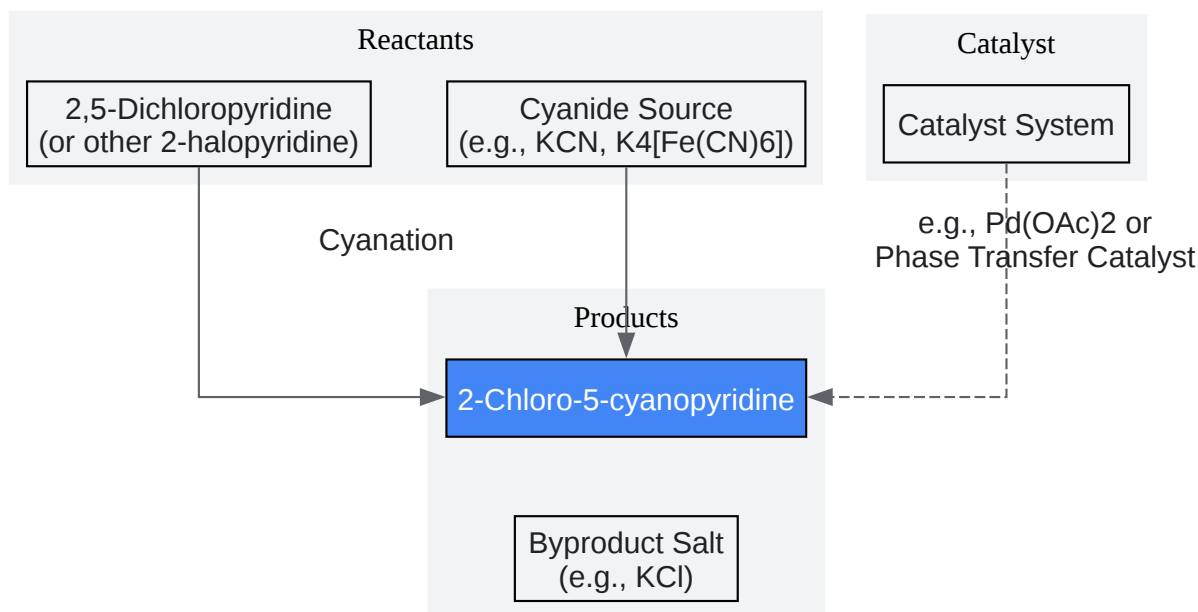 Reactants
Catalyst
2,5-Dichloropyridine
(or other 2-halopyridine)
Cyanide Source
(e.g., KCN, K4[Fe(CN)6])
Catalyst System
Cyanation
e.g., Pd(OAc)2 or
Phase Transfer Catalyst
Products
2-Chloro-5-cyanopyridine
Byproduct Salt
(e.g., KCl)